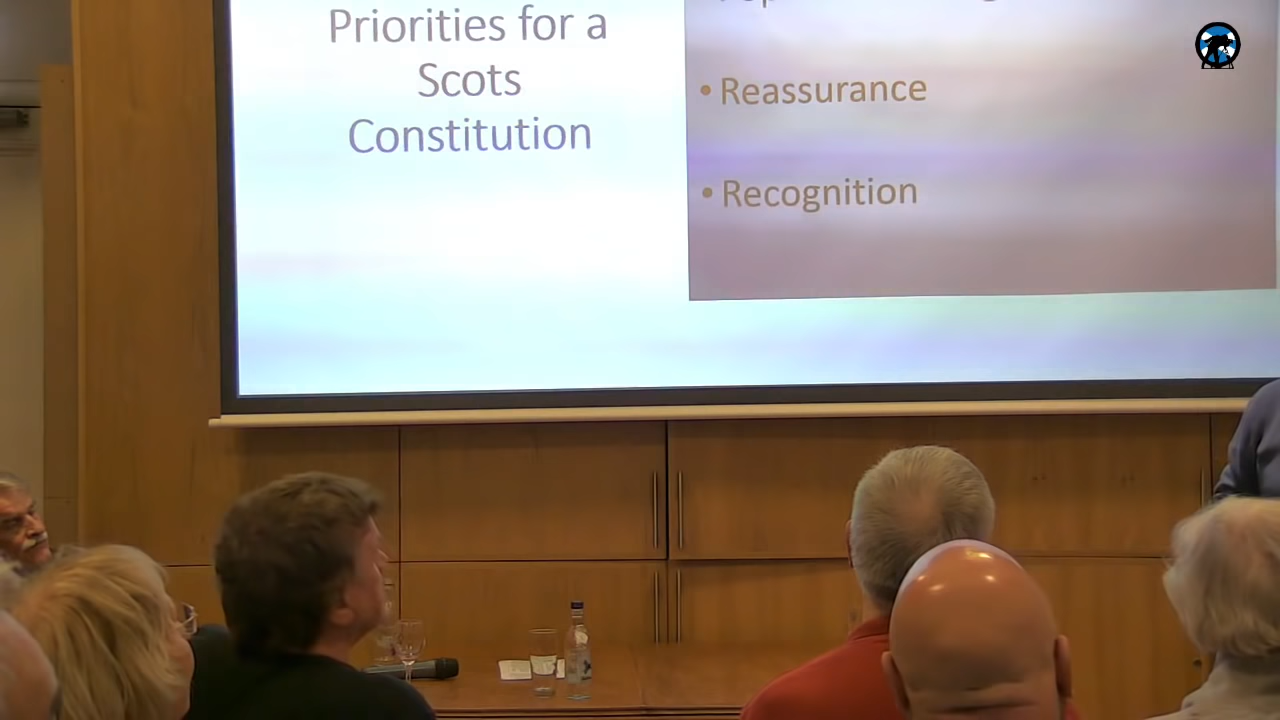 Priorities for a
Scots
Constitution
• Reassurance
• Recognition